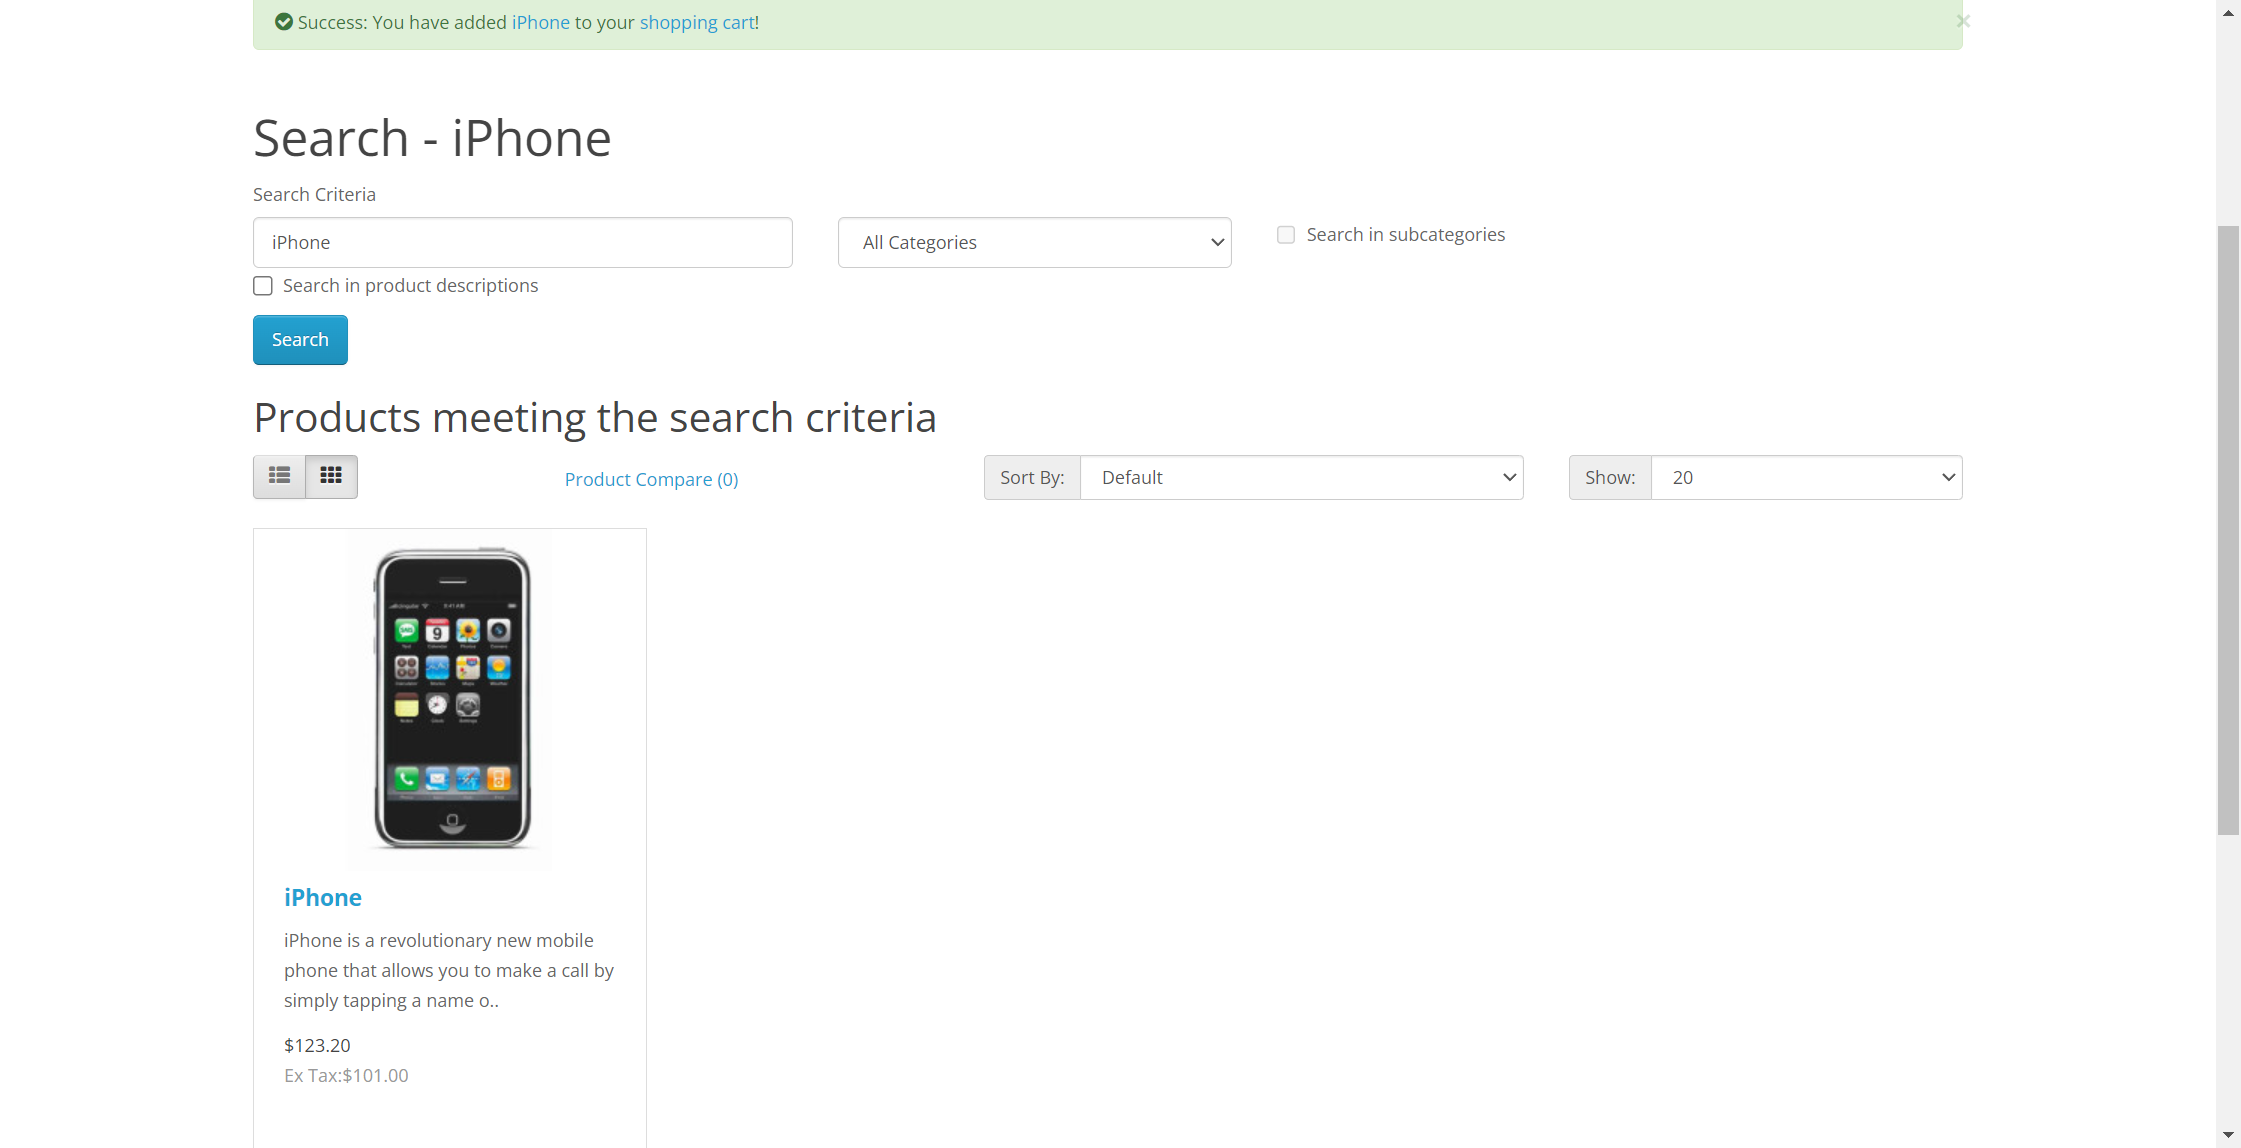 Success: You have added iPhone to your shopping cart!
×
Search - iPhone
Search Criteria
iPhone
All Categories
Search in subcategories
Search in product descriptions
Search
Products meeting the search criteria
Product Compare (0)
Sort By:
Default
Show:
20
9
iPhone
iPhone is a revolutionary new mobile
phone that allows you to make a call by
simply tapping a name o..
$123.20
Ex Tax:$101.00